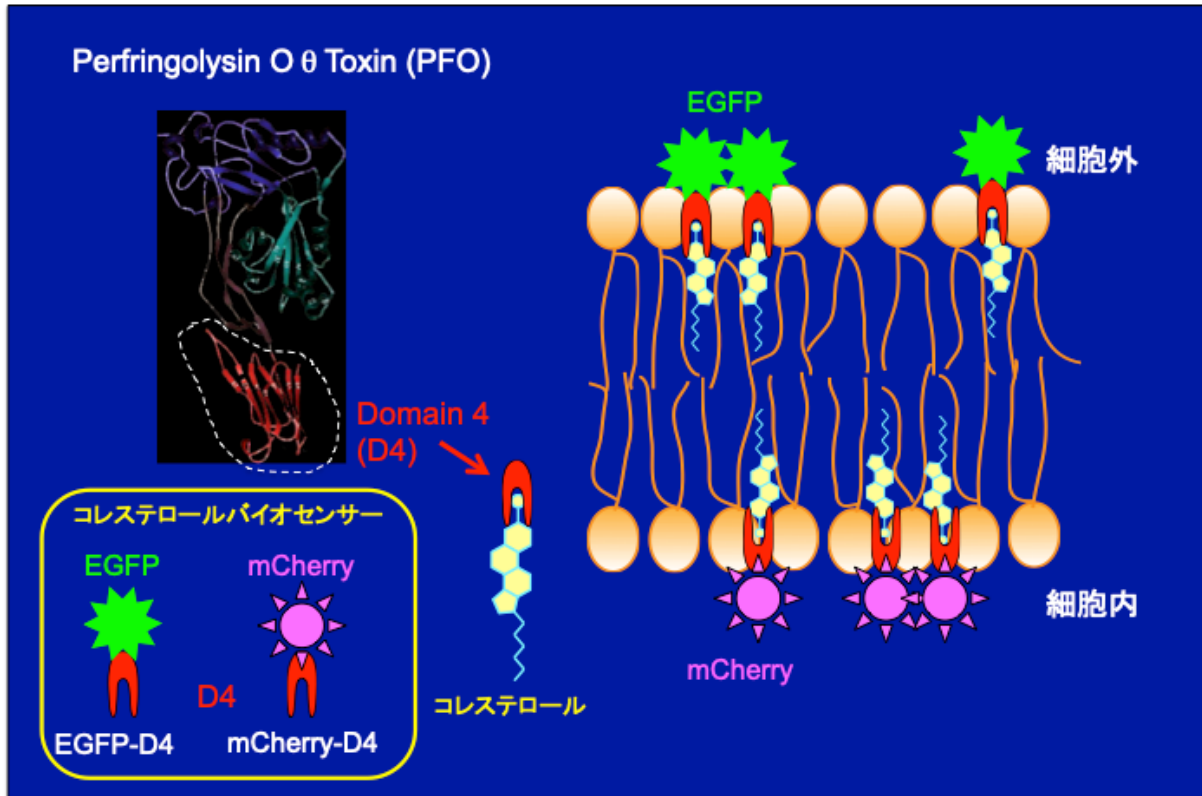 Perfringolysin O θ Toxin (PFO)
EGFP
細胞外
Domain 4
(D4)
コレステロールバイオセンサー
EGFP
mCherry
D4
EGFP-D4
mCherry-D4
コレステロール
mCherry
細胞内